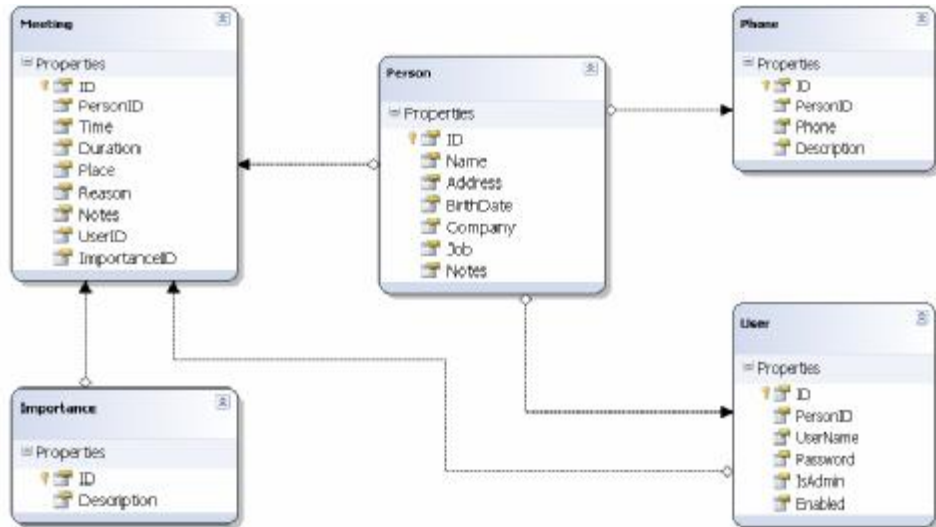 Meeting
Properties
ID
PersonID
Time
Duration
Place
Reason
Notes
UserID
ImportanceID
Person
Properties
ID
Name
Address
BirthDate
Company
Job
Notes
Phone
Properties
ID
PersonID
Phone
Description
Importance
Properties
ID
Description
User
Properties
ID
PersonID
UserName
Password
IsAdmin
Enabled